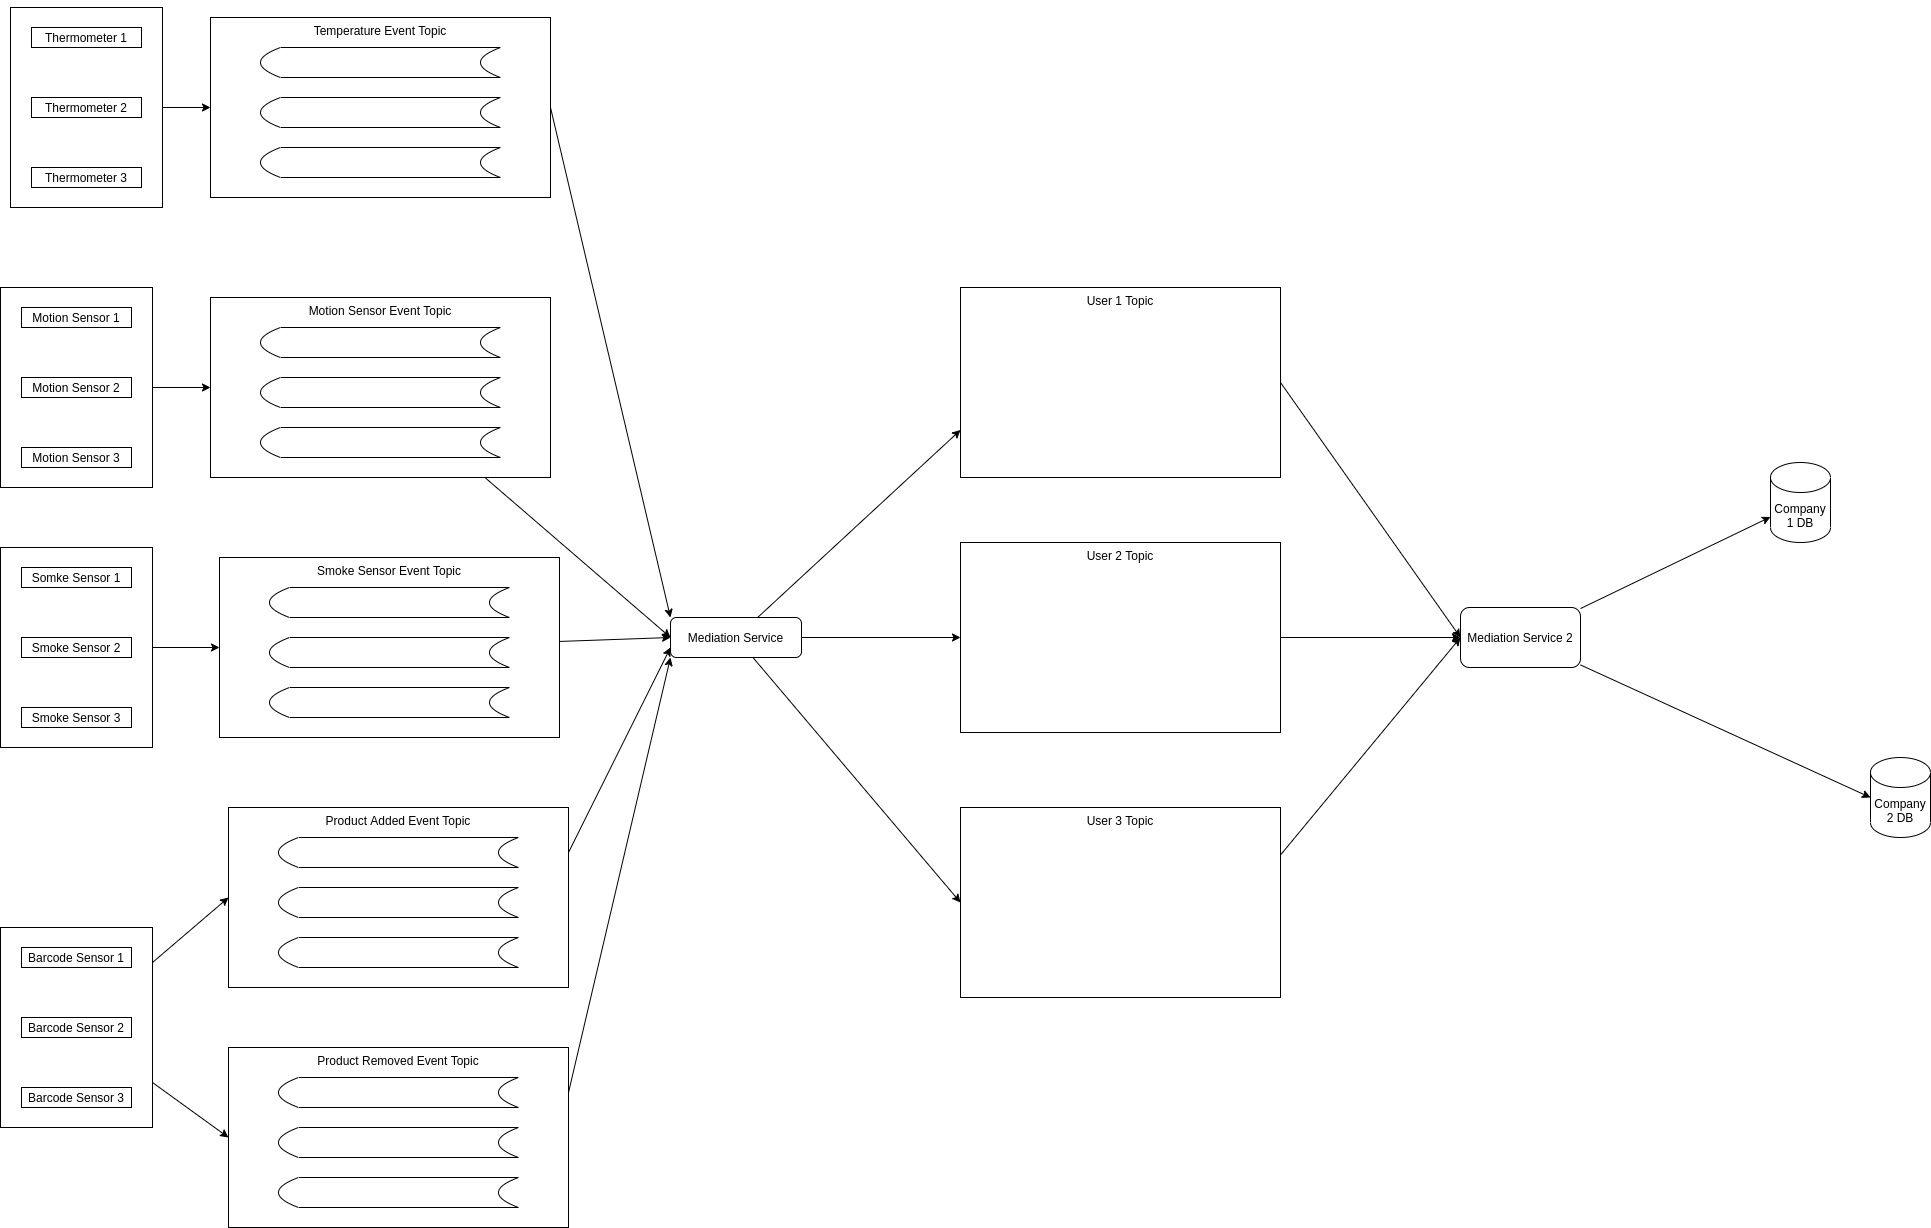 Thermometer 1
Thermometer 2
Thermometer 3
Temperature Event Topic
Motion Sensor 1
Motion Sensor 2
Motion Sensor 3
Motion Sensor Event Topic
Somke Sensor 1
Smoke Sensor 2
Smoke Sensor 3
Smoke Sensor Event Topic
Barcode Sensor 1
Barcode Sensor 2
Barcode Sensor 3
Product Added Event Topic
Product Removed Event Topic
Mediation Service
User 1 Topic
User 2 Topic
User 3 Topic
Mediation Service 2
Company
1 DB
Company
2 DB